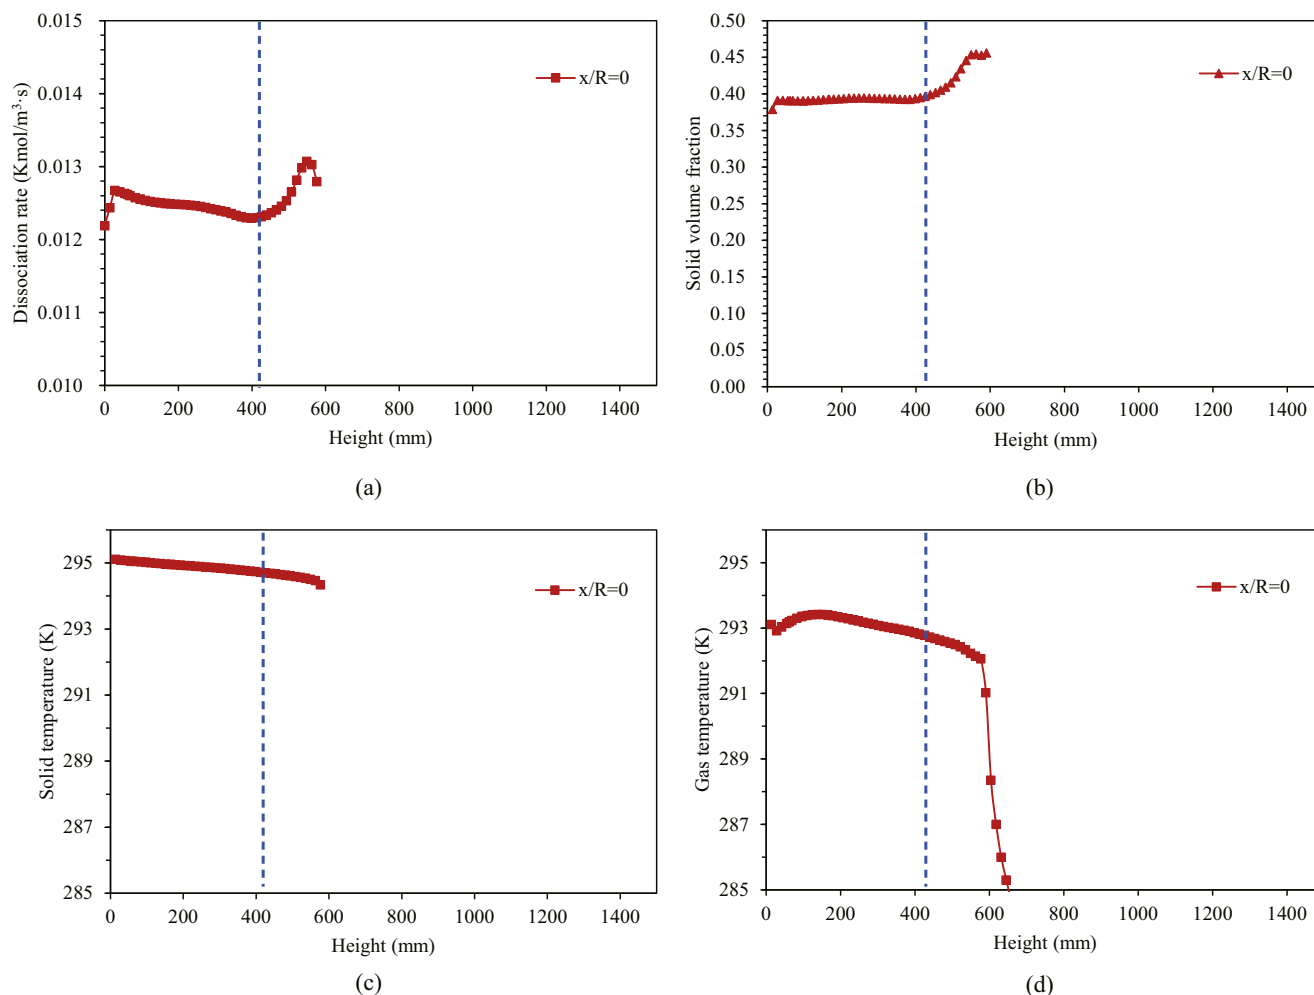 0.015
0.014
0.013
0.012
0.011
0.010
Dissociation rate (Kmol/m³·s)
x/R=0
0 200 400 600 800 1000 1200 1400
Height (mm)
(a)
0.50
0.45
0.40
0.35
0.30
0.25
0.20
0.15
0.10
0.05
0.00
Solid volume fraction
x/R=0
0 200 400 600 800 1000 1200 1400
Height (mm)
(b)
295
293
291
289
287
285
Solid temperature (K)
x/R=0
0 200 400 600 800 1000 1200 1400
Height (mm)
(c)
295
293
291
289
287
285
Gas temperature (K)
x/R=0
0 200 400 600 800 1000 1200 1400
Height (mm)
(d)